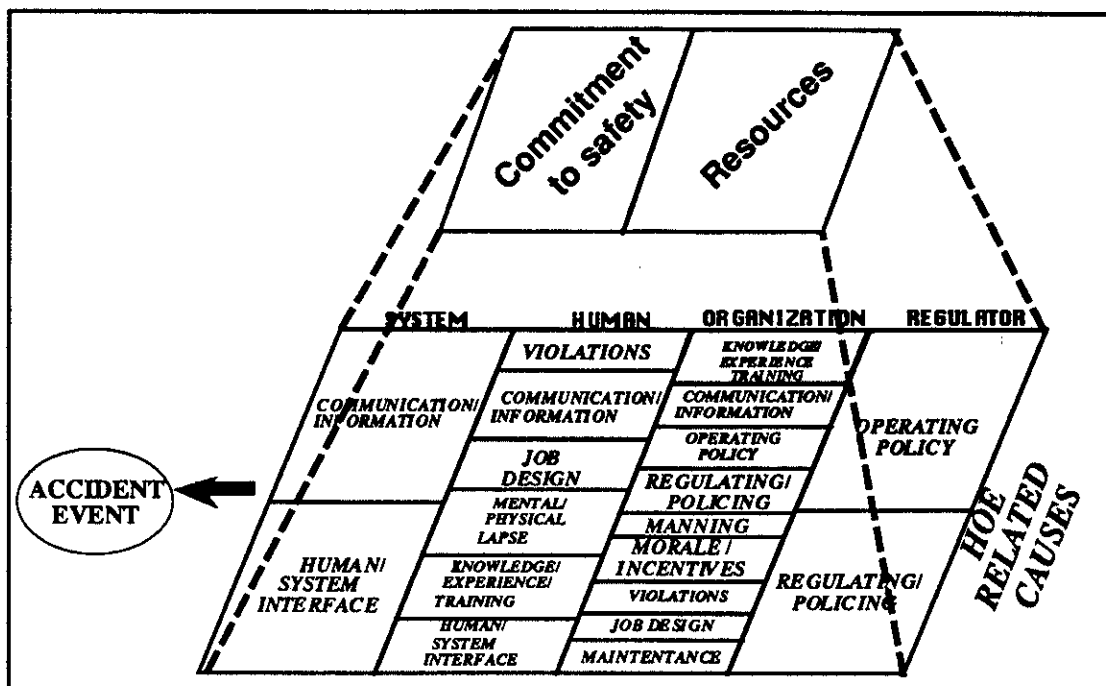 Commitment
to safety
Resources
SYSTEM
HUMAN
ORGANIZATION
REGULATOR
COMMUNICATION/
INFORMATION
HUMAN/
SYSTEM
INTERFACE
VIOLATIONS
COMMUNICATION/
INFORMATION
JOB
DESIGN
MENTAL/
PHYSICAL
LAPSE
KNOWLEDGE/
EXPERIENCE/
TRAINING
HUMAN/
SYSTEM
INTERFACE
KNOWLEDGE/
EXPERIENCE
TRAINING
COMMUNICATION/
INFORMATION
OPERATING
POLICY
REGULATING/
POLICING
MANNING
MORALE /
INCENTIVES
VIOLATIONS
JOB DESIGN
MAINTENTANCE
OPERATING
POLICY
REGULATING/
POLICING
ACCIDENT
EVENT
HOE
RELATED
CAUSES